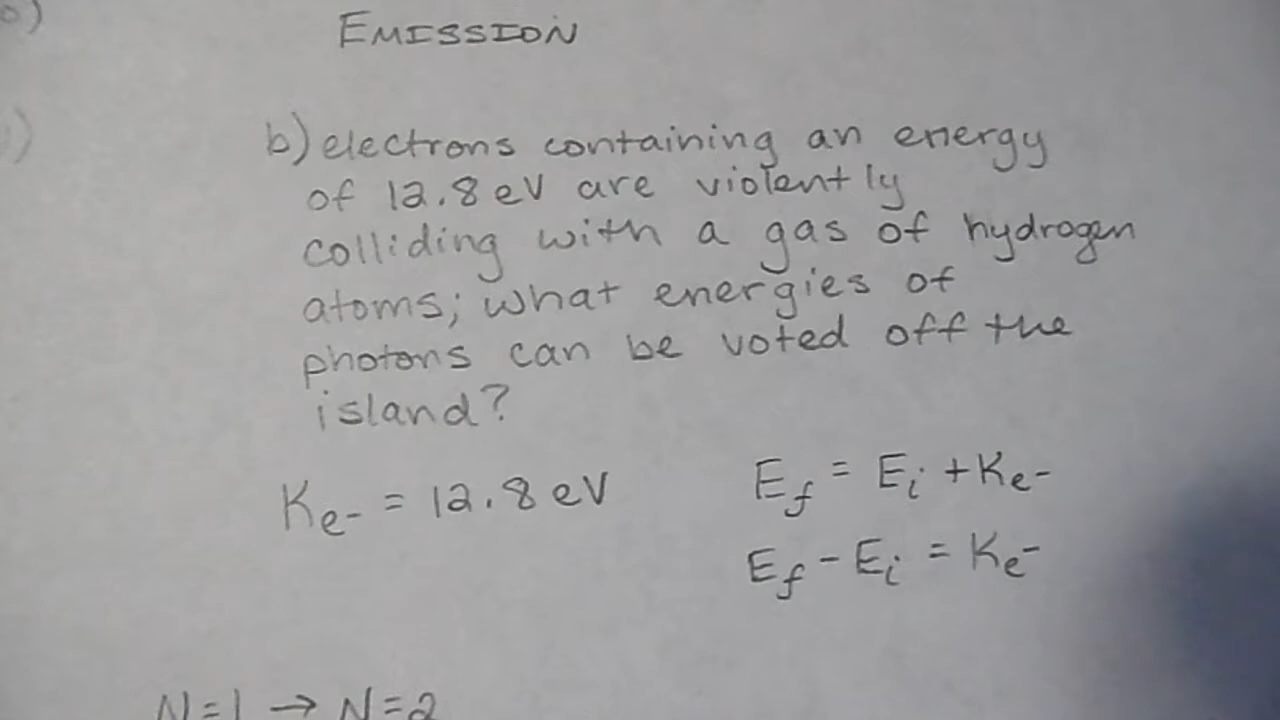 EMISSION
b) electrons containing an energy
of 12.8 eV are violently
colliding with a gas of hydrogen
atoms; what energies of
photons can be voted off the
island?
Ke- = 12.8 eV
Ef = Ei + Ke-
Ef - Ei = Ke-
N=1 → N=2